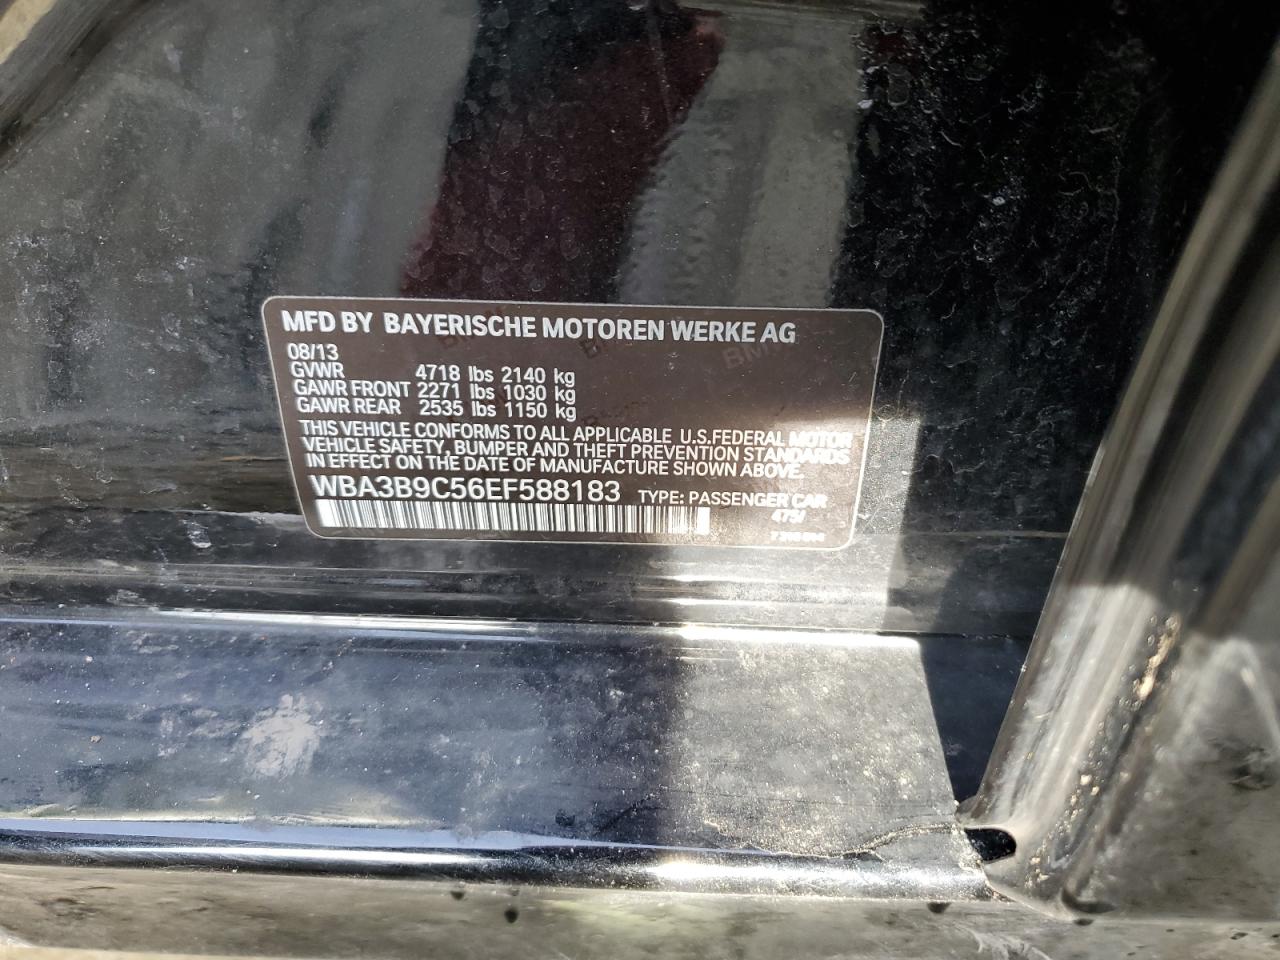 MFD BY BAYERISCHE MOTOREN WERKE AG
08/13
GVWR 4718 lbs 2140 kg
GAWR FRONT 2271 lbs 1030 kg
GAWR REAR 2535 lbs 1150 kg
THIS VEHICLE CONFORMS TO ALL APPLICABLE U.S.FEDERAL MOTOR
VEHICLE SAFETY, BUMPER AND THEFT PREVENTION STANDARDS
IN EFFECT ON THE DATE OF MANUFACTURE SHOWN ABOVE.
WBA3B9C56EF588183 TYPE: PASSENGER CAR
475/